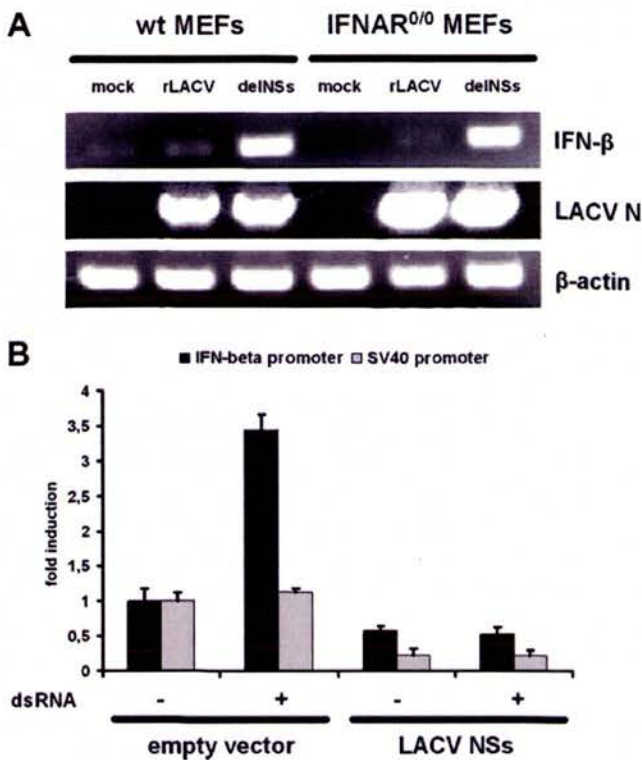 A
wt MEFs IFNAR0/0 MEFs
mock rLACV delNSs mock rLACV delNSs
IFN-β
LACV N
β-actin
B
IFN-beta promoter SV40 promoter
fold induction
4
3,5
3
2,5
2
1,5
1
0,5
0
dsRNA - + - +
empty vector LACV NSs